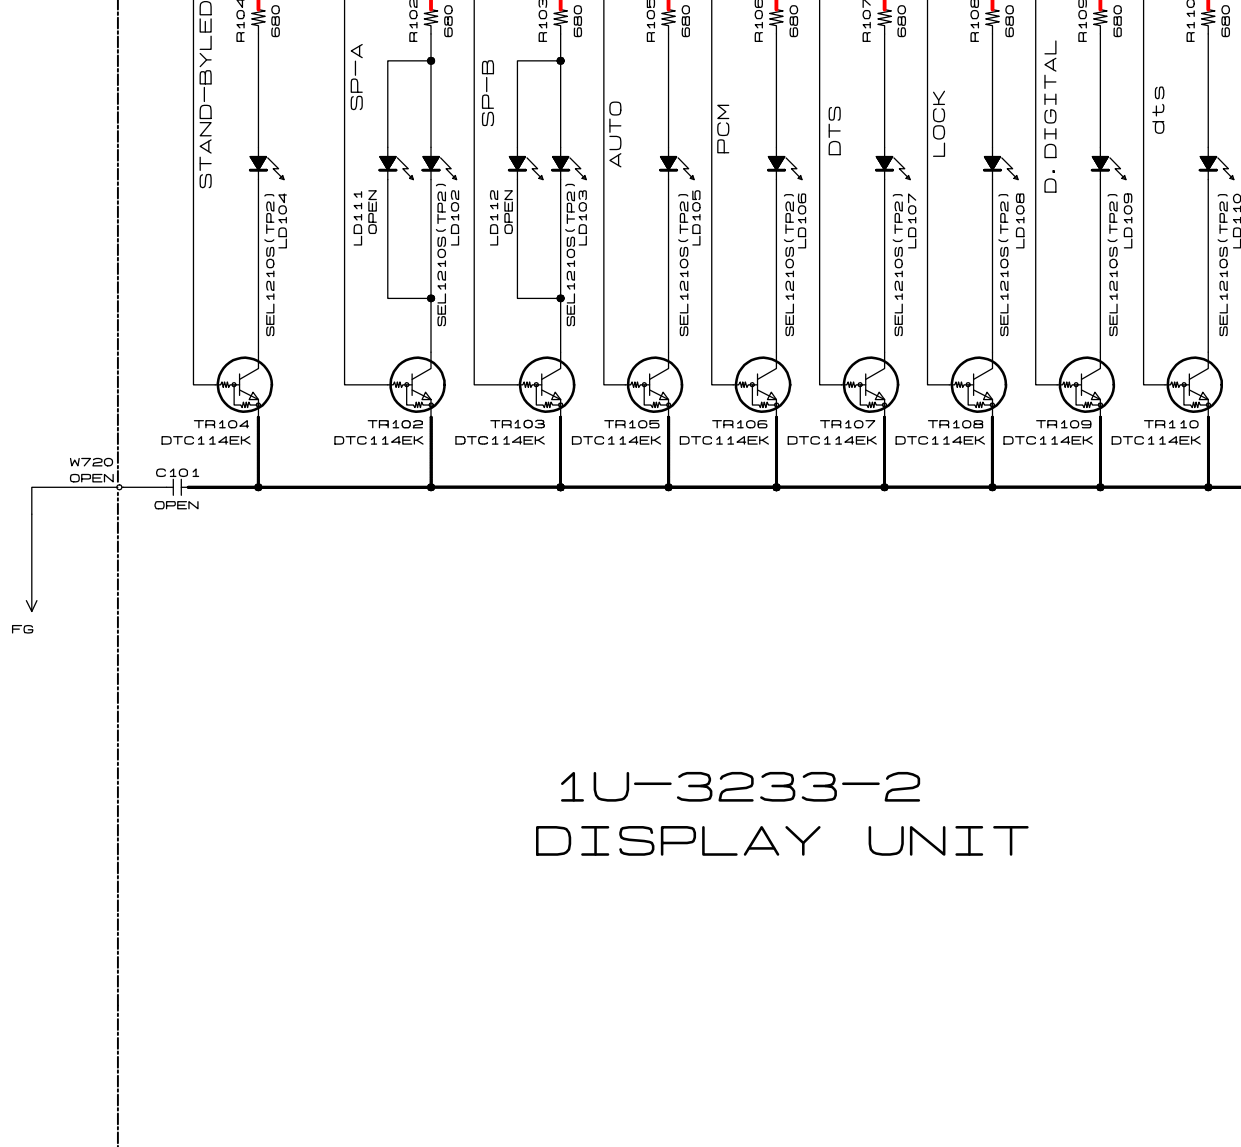 STAND-BYLED
R104
680
SP-A
R102
680
SP-B
R103
680
AUTO
R105
680
PCM
R106
680
DTS
R107
680
LOCK
R108
680
D. DIGITAL
R109
680
dts
R110
680
SEL1210S(TP2)
LD104
LD111
OPEN
SEL1210S(TP2)
LD102
LD112
OPEN
SEL1210S(TP2)
LD103
SEL1210S(TP2)
LD105
SEL1210S(TP2)
LD106
SEL1210S(TP2)
LD107
SEL1210S(TP2)
LD108
SEL1210S(TP2)
LD109
SEL1210S(TP2)
LD110
TR104
DTC114EK
TR102
DTC114EK
TR103
DTC114EK
TR105
DTC114EK
TR106
DTC114EK
TR107
DTC114EK
TR108
DTC114EK
TR109
DTC114EK
TR110
DTC114EK
W720
OPEN
C101
OPEN
FG
1U-3233-2
DISPLAY UNIT